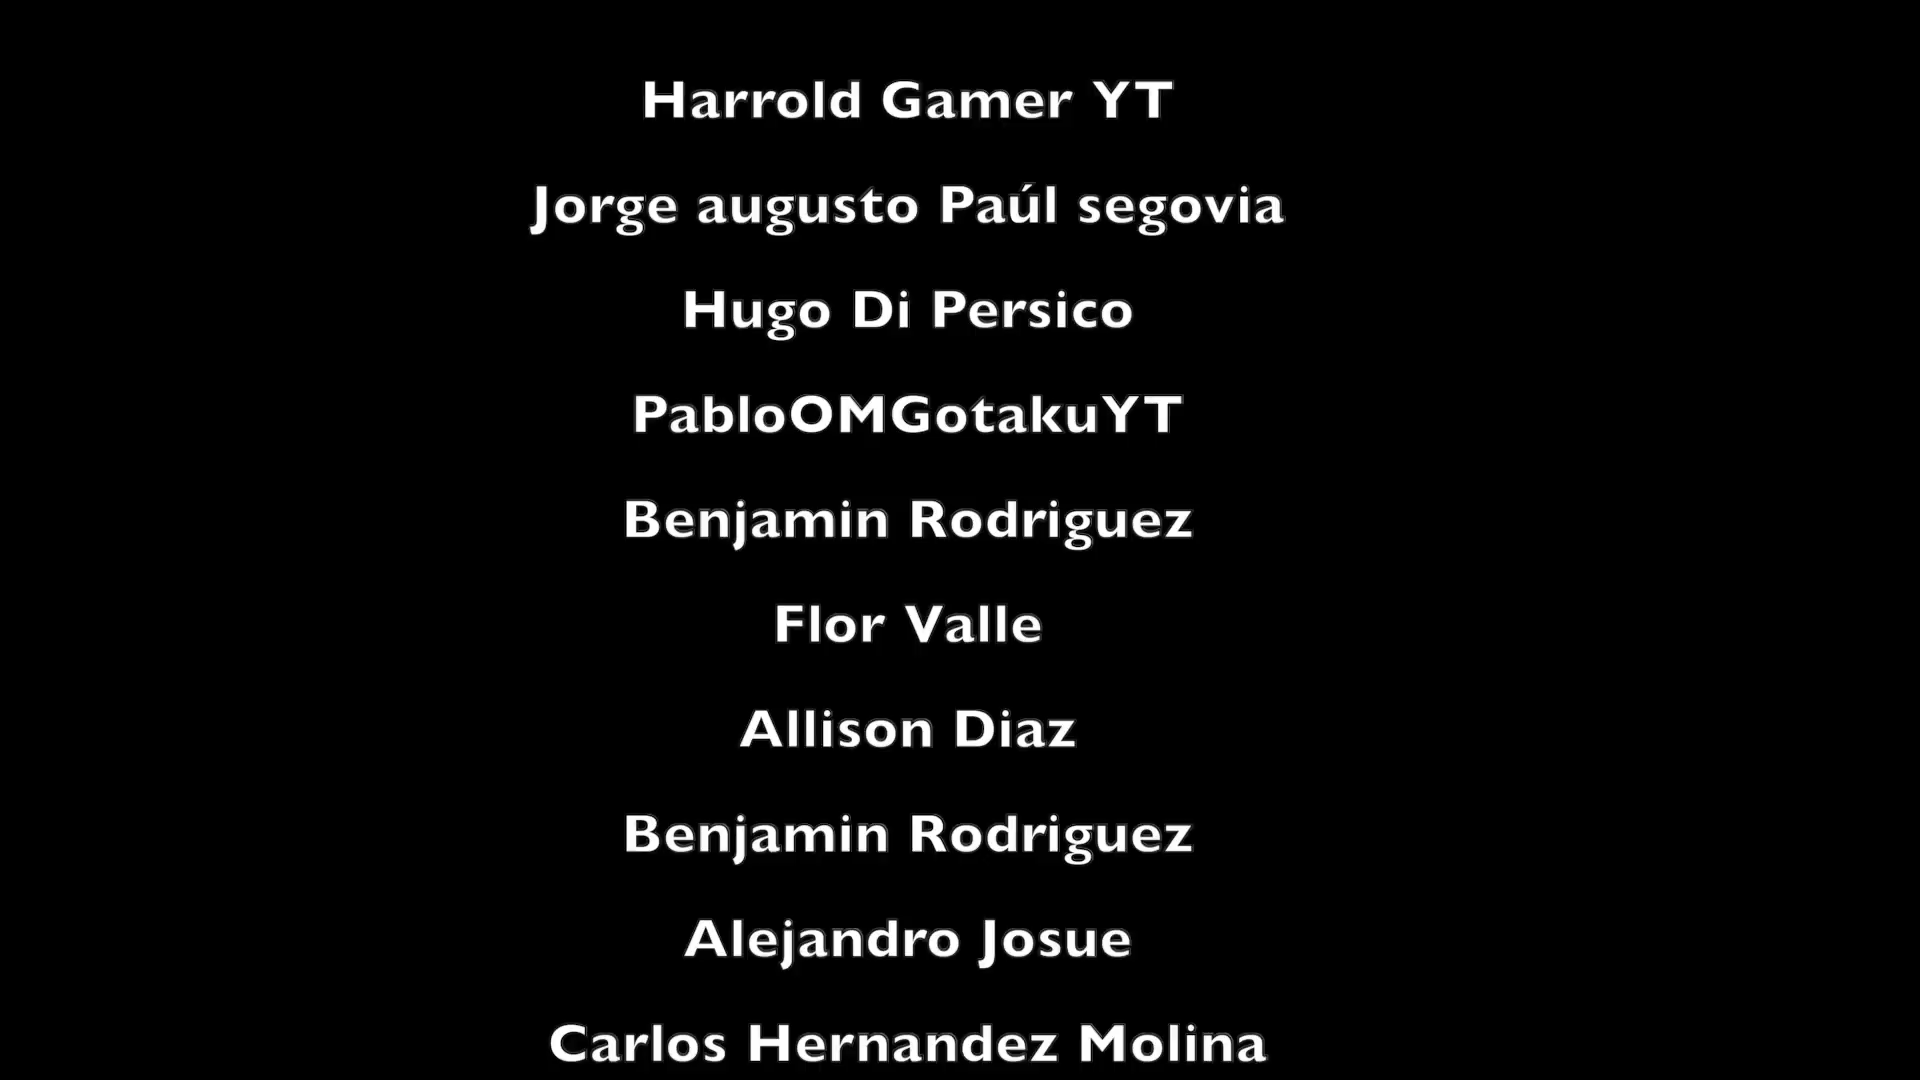 Harrold Gamer YT
Jorge augusto Paúl segovia
Hugo Di Persico
PabloOMGotakuYT
Benjamin Rodriguez
Flor Valle
Allison Diaz
Benjamin Rodriguez
Alejandro Josue
Carlos Hernandez Molina